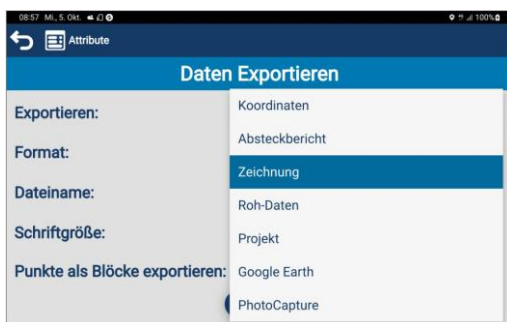 08:57 Mi., 5. Okt. 100%
Attribute
Daten Exportieren
Exportieren:
Format:
Dateiname:
Schriftgröße:
Punkte als Blöcke exportieren:
Koordinaten
Absteckbericht
Zeichnung
Roh-Daten
Projekt
Google Earth
PhotoCapture